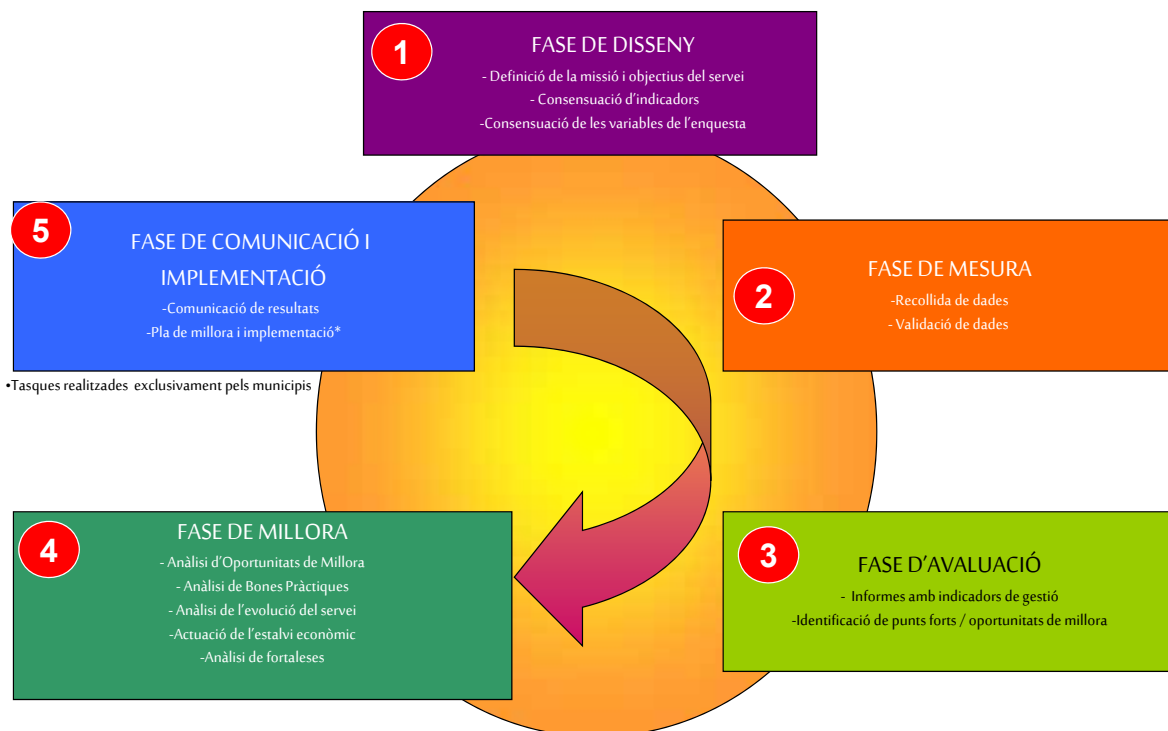 1
FASE DE DISSENY
- Definició de la missió i objectius del servei
- Consensuació d'indicadors
-Consensuació de les variables de l'enquesta
2
FASE DE MESURA
-Recollida de dades
- Validació de dades
3
FASE D'AVALUACIÓ
- Informes amb indicadors de gestió
-Identificació de punts forts / oportunitats de millora
4
FASE DE MILLORA
- Anàlisi d'Oportunitats de Millora
- Anàlisi de Bones Pràctiques
- Anàlisi de l'evolució del servei
- Actuació de l'estalvi econòmic
-Anàlisi de fortaleses
5
FASE DE COMUNICACIÓ I
IMPLEMENTACIÓ
-Comunicació de resultats
-Pla de millora i implementació*
•Tasques realitzades exclusivament pels municipis